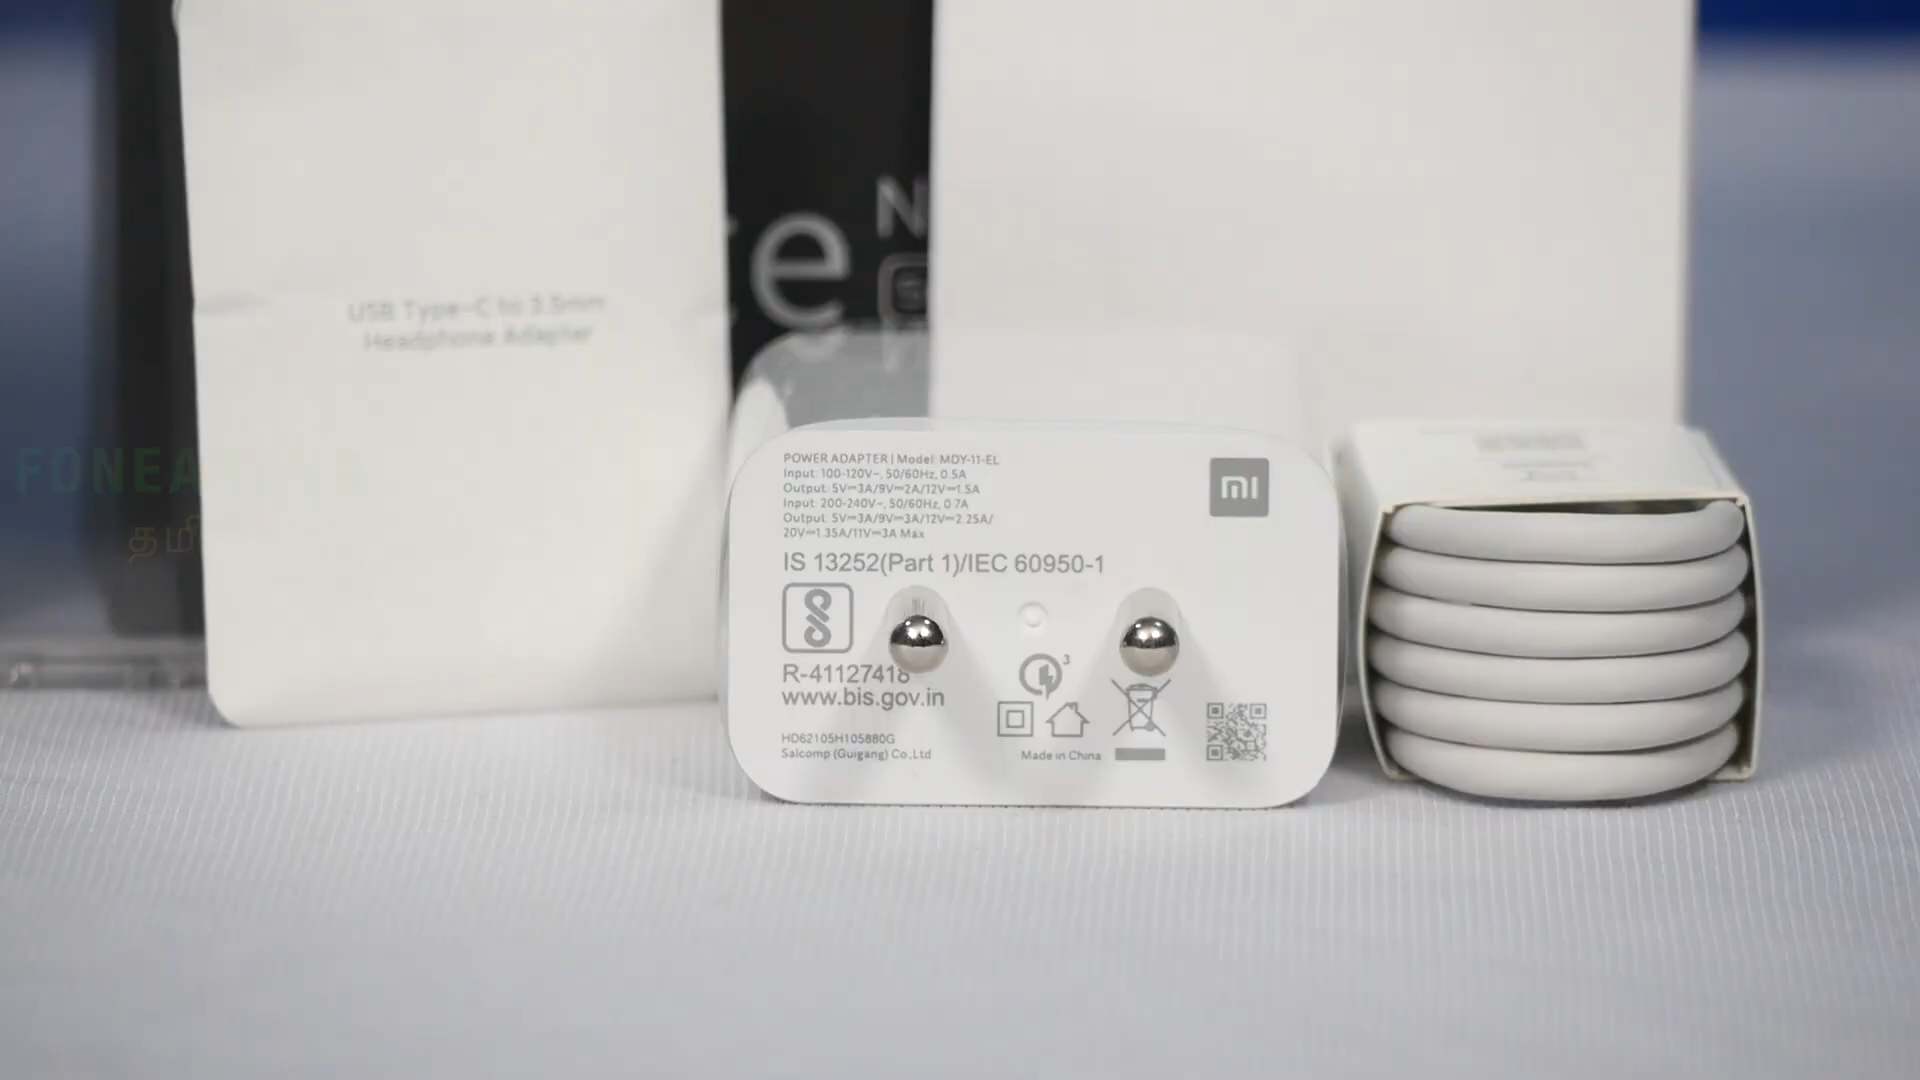 USB Type-C to 3.5mm
Headphone Adapter
e
N
5
FONEA
தமி
POWER ADAPTER | Model: MDY-11-EL
Input: 100-120V~, 50/60Hz, 0.5A
Output: 5V⎓3A/9V⎓2A/12V⎓1.5A
Input: 200-240V~, 50/60Hz, 0.7A
Output: 5V⎓3A/9V⎓3A/12V⎓2.25A/
20V⎓1.35A/11V⎓3A Max
IS 13252(Part 1)/IEC 60950-1
R-41127418
www.bis.gov.in
HD62105H105880G
Salcomp (Guigang) Co.,Ltd
Made in China
mi
3